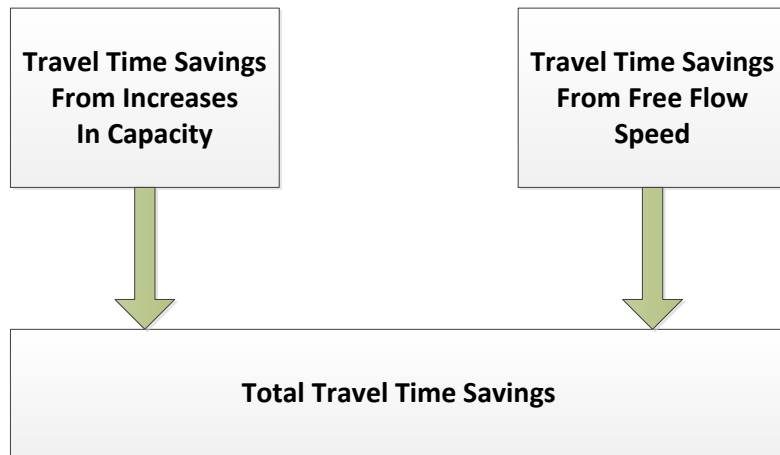 Travel Time Savings
From Increases
In Capacity
Travel Time Savings
From Free Flow
Speed
Total Travel Time Savings